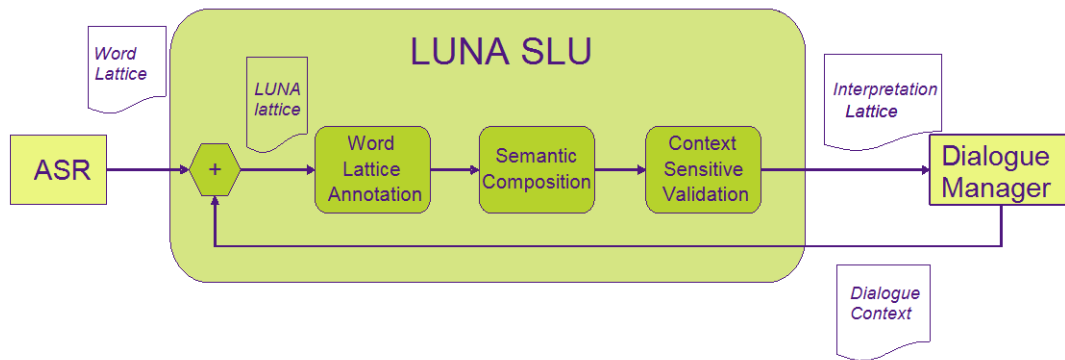 LUNA SLU
Word
Lattice
LUNA
lattice
Interpretation
Lattice
ASR
+
Word
Lattice
Annotation
Semantic
Composition
Context
Sensitive
Validation
Dialogue
Manager
Dialogue
Context